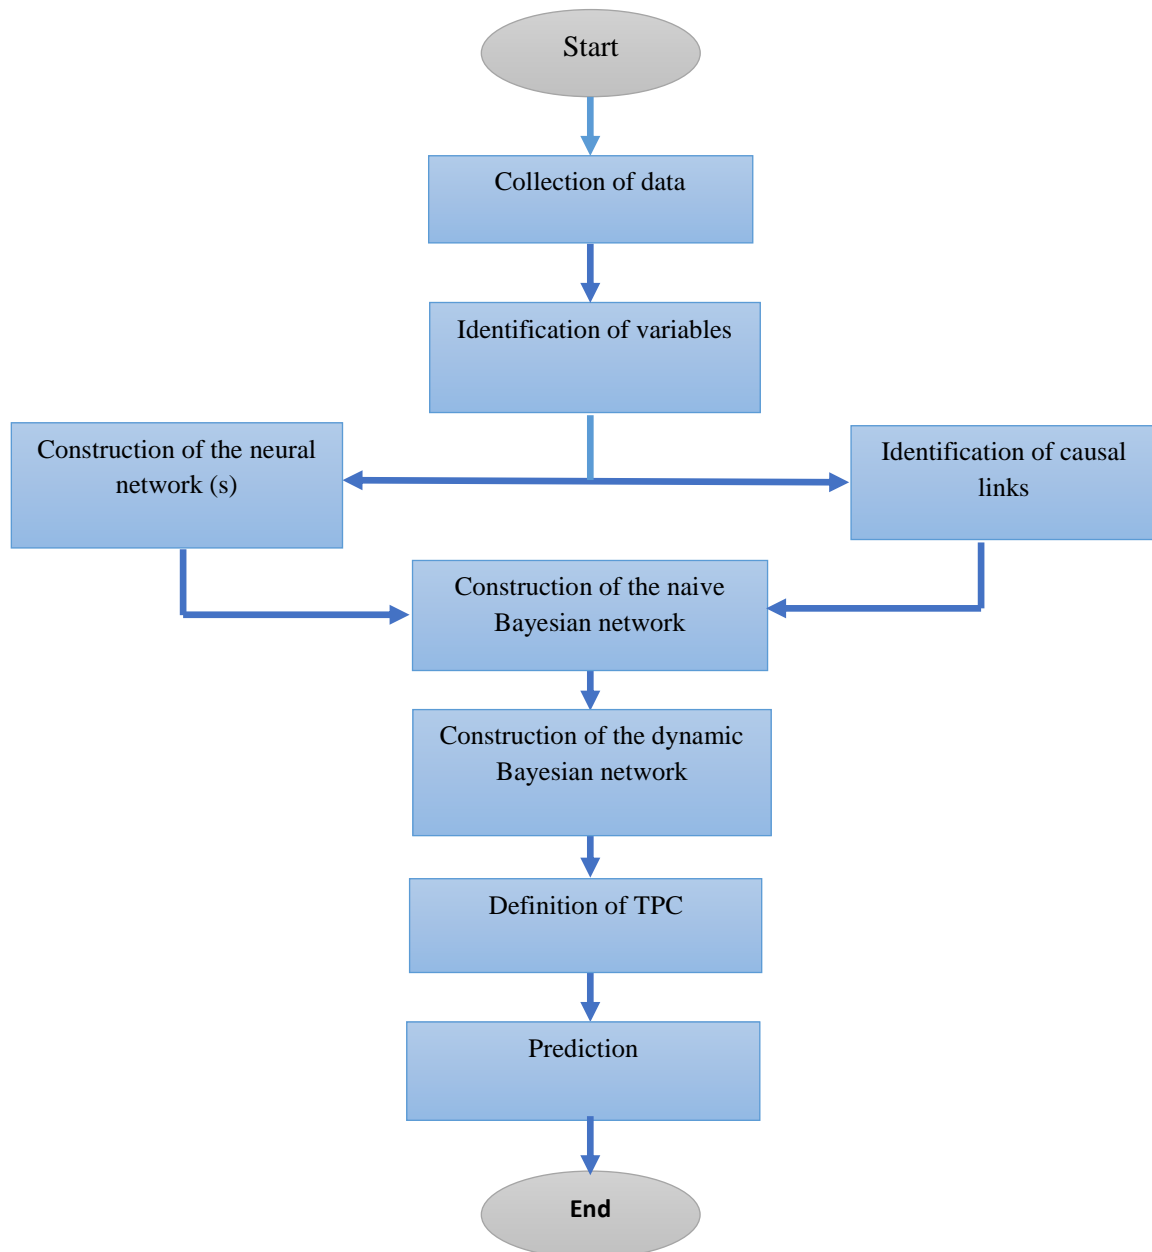 Start
Collection of data
Identification of variables
Construction of the neural
network (s)
Identification of causal
links
Construction of the naive
Bayesian network
Construction of the dynamic
Bayesian network
Definition of TPC
Prediction
End